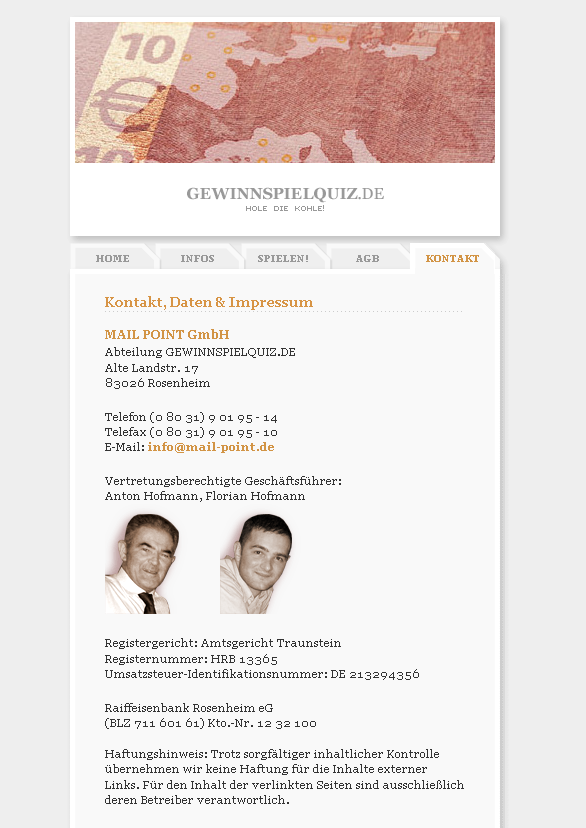 10
10
GEWINNSPIELQUIZ.DE
HOLE DIE KOHLE!
HOME INFOS SPIELEN! AGB KONTAKT
Kontakt, Daten & Impressum
MAIL POINT GmbH
Abteilung GEWINNSPIELQUIZ.DE
Alte Landstr. 17
83026 Rosenheim
Telefon (0 80 31) 9 01 95 - 14
Telefax (0 80 31) 9 01 95 - 10
E-Mail: info@mail-point.de
Vertretungsberechtigte Geschäftsführer:
Anton Hofmann, Florian Hofmann
Registergericht: Amtsgericht Traunstein
Registernummer: HRB 13365
Umsatzsteuer-Identifikationsnummer: DE 213294356
Raiffeisenbank Rosenheim eG
(BLZ 711 601 61) Kto.-Nr. 12 32 100
Haftungshinweis: Trotz sorgfältiger inhaltlicher Kontrolle
übernehmen wir keine Haftung für die Inhalte externer
Links. Für den Inhalt der verlinkten Seiten sind ausschließlich
deren Betreiber verantwortlich.